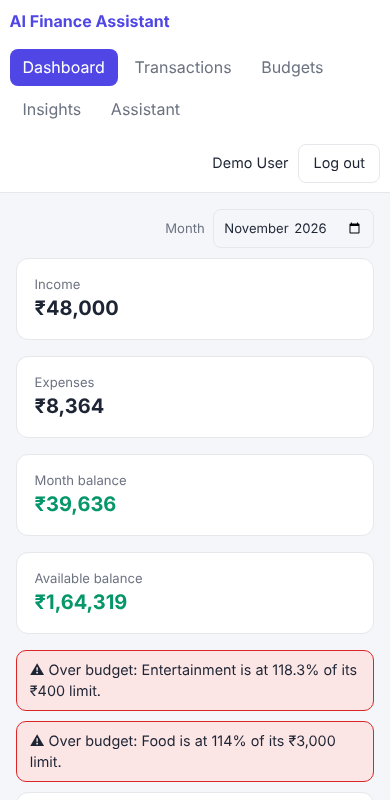 AI Finance Assistant
Dashboard Transactions Budgets
Insights Assistant
Demo User Log out
Month November 2026
Income
₹48,000
Expenses
₹8,364
Month balance
₹39,636
Available balance
₹1,64,319
⚠ Over budget: Entertainment is at 118.3% of its
₹400 limit.
⚠ Over budget: Food is at 114% of its ₹3,000
limit.